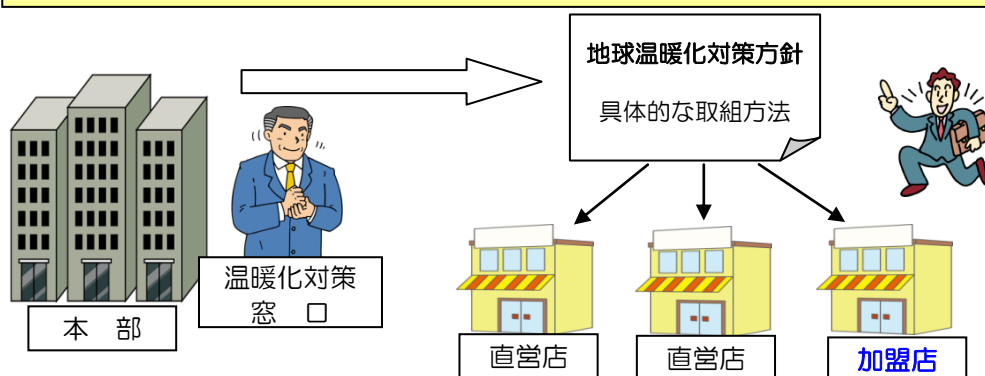 地球温暖化対策方針
具体的な取組方法
温暖化対策
窓　口
本　部
直営店
直営店
加盟店